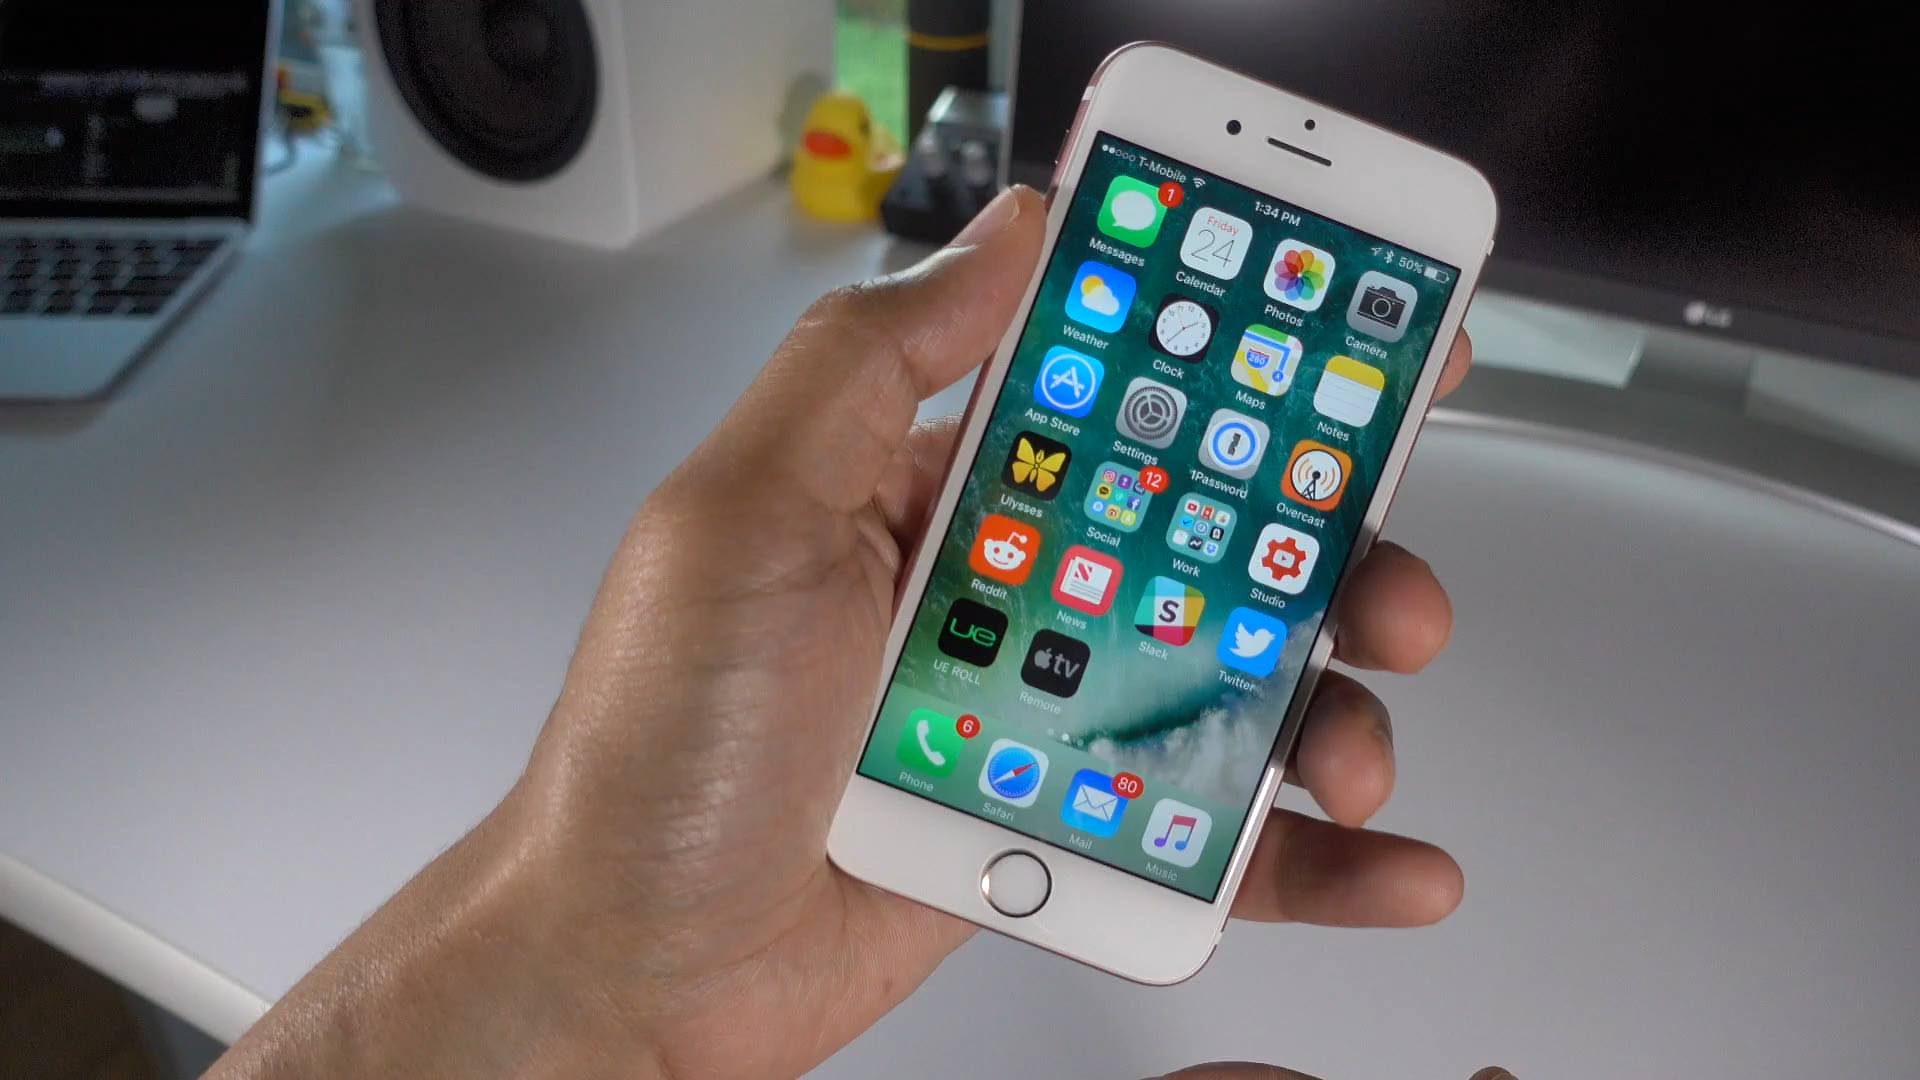 T-Mobile
1:34 PM
50%
1
Friday
24
Messages
Calendar
Photos
Camera
Weather
Clock
Maps
Notes
App Store
Settings
1Password
Overcast
12
Ulysses
Social
Work
Studio
Reddit
News
S
Slack
Twitter
UE
tv
UE ROLL
Remote
6
80
Phone
Safari
Mail
Music
LG